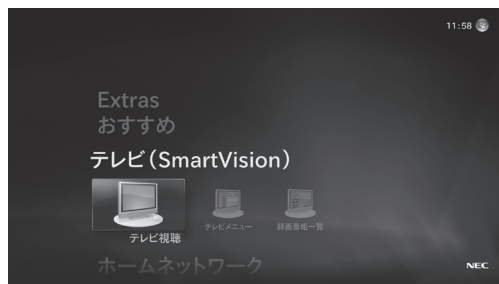 11:58
Extras
おすすめ
テレビ（SmartVision）
テレビ視聴
テレビメニュー
録画番組一覧
ホームネットワーク
NEC